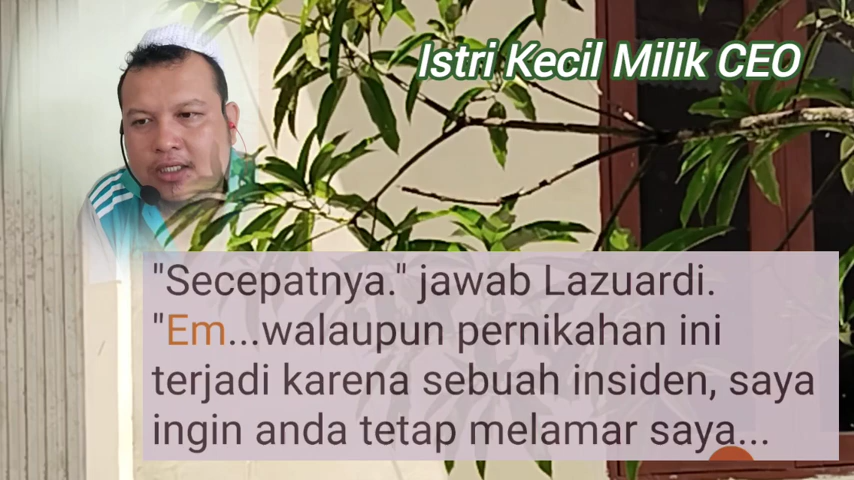 Istri Kecil Milik CEO
"Secepatnya." jawab Lazuardi.
"Em...walaupun pernikahan ini
terjadi karena sebuah insiden, saya
ingin anda tetap melamar saya...